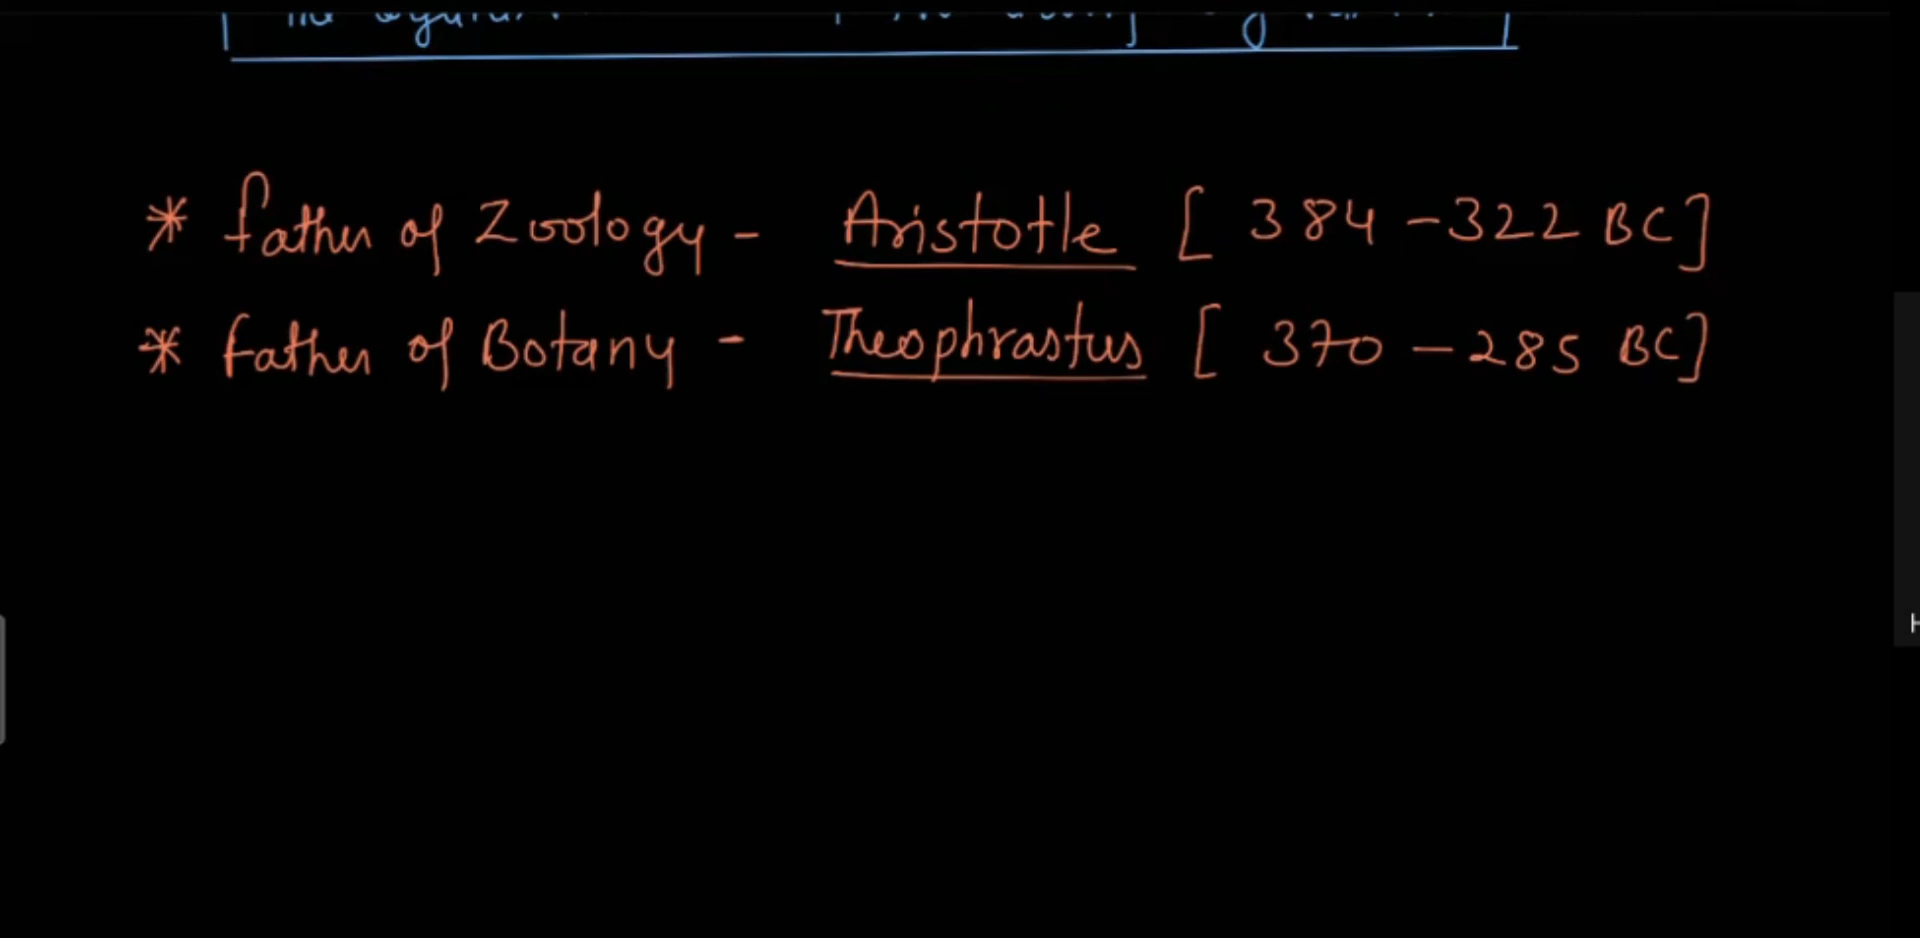 * Father of Zoology - Aristotle [ 384 - 322 BC]
* Father of Botany - Theophrastus [ 370 - 285 BC]
H